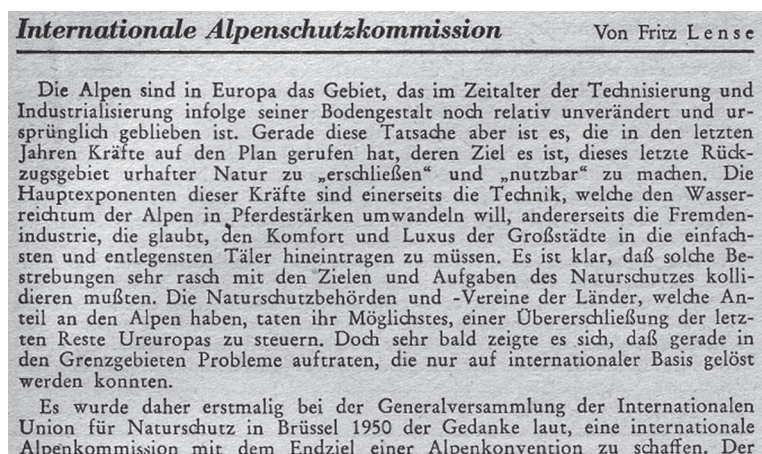 Internationale Alpenschutzkommission Von Fritz Lense
Die Alpen sind in Europa das Gebiet, das im Zeitalter der Technisierung und
Industrialisierung infolge seiner Bodengestalt noch relativ unverändert und ur-
sprünglich geblieben ist. Gerade diese Tatsache aber ist es, die in den letzten
Jahren Kräfte auf den Plan gerufen hat, deren Ziel es ist, dieses letzte Rück-
zugsgebiet urhafter Natur zu „erschließen“ und „nutzbar“ zu machen. Die
Hauptexponenten dieser Kräfte sind einerseits die Technik, welche den Wasser-
reichtum der Alpen in Pferdestärken umwandeln will, andererseits die Fremden-
industrie, die glaubt, den Komfort und Luxus der Großstädte in die einfach-
sten und entlegensten Täler hineintragen zu müssen. Es ist klar, daß solche Be-
strebungen sehr rasch mit den Zielen und Aufgaben des Naturschutzes kolli-
dieren mußten. Die Naturschutzbehörden und -Vereine der Länder, welche An-
teil an den Alpen haben, taten ihr Möglichstes, einer Übererschließung der letz-
ten Reste Ureuropas zu steuern. Doch sehr bald zeigte es sich, daß gerade in
den Grenzgebieten Probleme auftraten, die nur auf internationaler Basis gelöst
werden konnten.
Es wurde daher erstmalig bei der Generalversammlung der Internationalen
Union für Naturschutz in Brüssel 1950 der Gedanke laut, eine internationale
Alpenkommission mit dem Endziel einer Alpenkonvention zu schaffen. Der